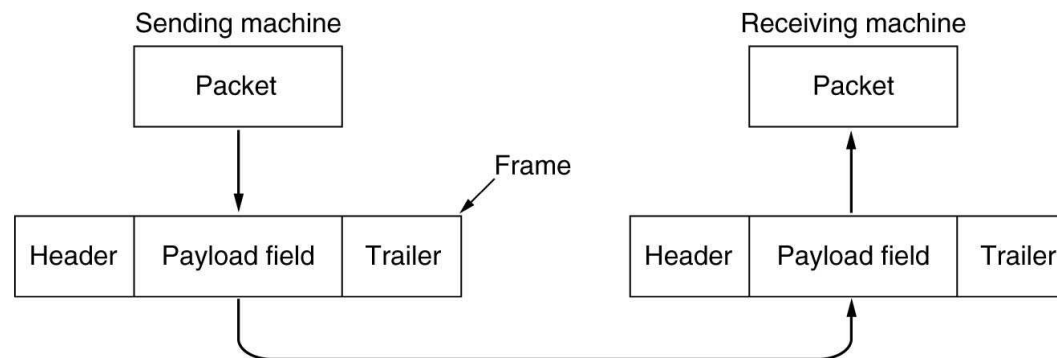 Sending machine
Receiving machine
Packet
Packet
Frame
Header
Payload field
Trailer
Header
Payload field
Trailer